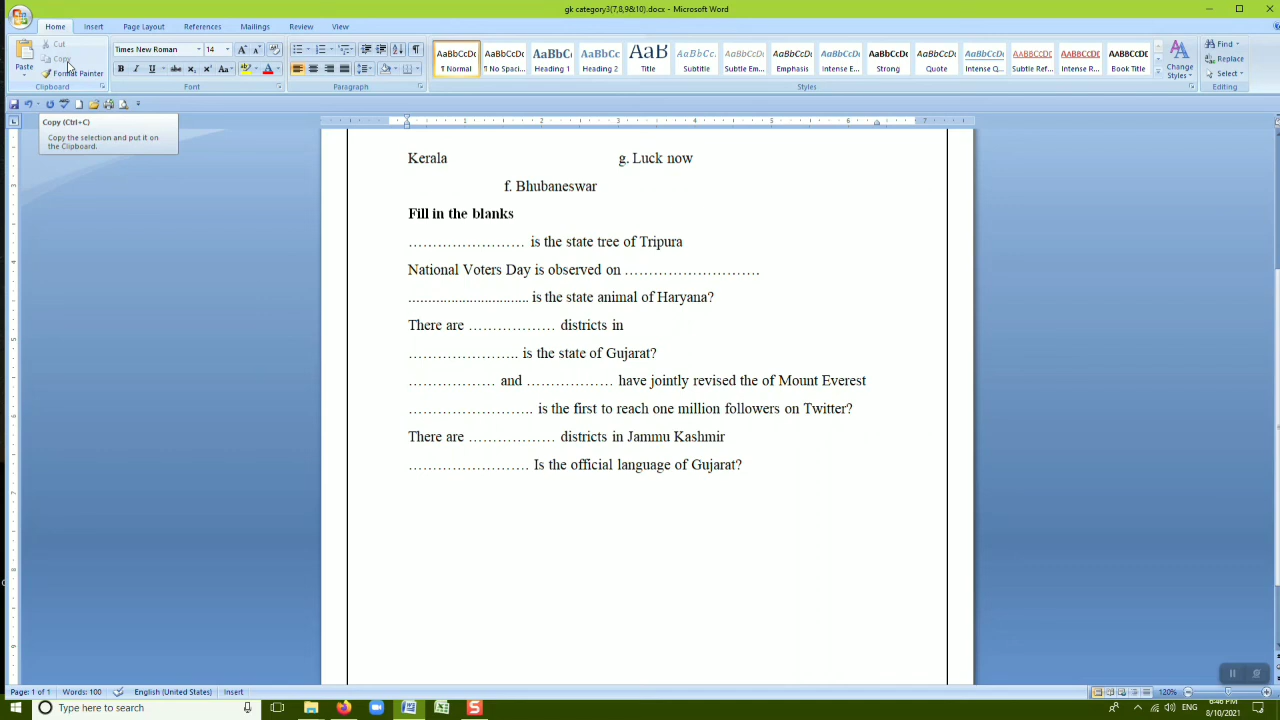 gk category3(7,8,9&10).docx - Microsoft Word
Home Insert Page Layout References Mailings Review View
Cut
Copy
Format Painter
Paste
Times New Roman 14
¶ Normal ¶ No Spaci... Heading 1 Heading 2 Title Subtitle Subtle Em... Emphasis Intense E... Strong Quote Intense Q... Subtle Ref... Intense R... Book Title
Change Styles
Find
Replace
Select
Clipboard Font Paragraph Styles Editing
Copy (Ctrl+C)
Copy the selection and put it on
the Clipboard.
Kerala g. Luck now
f. Bhubaneswar
Fill in the blanks
…………………… is the state tree of Tripura
National Voters Day is observed on ……………………….
................................ is the state animal of Haryana?
There are ……………… districts in
………………….. is the state of Gujarat?
……………… and ……………… have jointly revised the of Mount Everest
……………………. is the first to reach one million followers on Twitter?
There are ……………… districts in Jammu Kashmir
……………………. Is the official language of Gujarat?
Page: 1 of 1 Words: 100 English (United States) Insert 120%
Type here to search
ENG
6:46 PM
8/10/2021